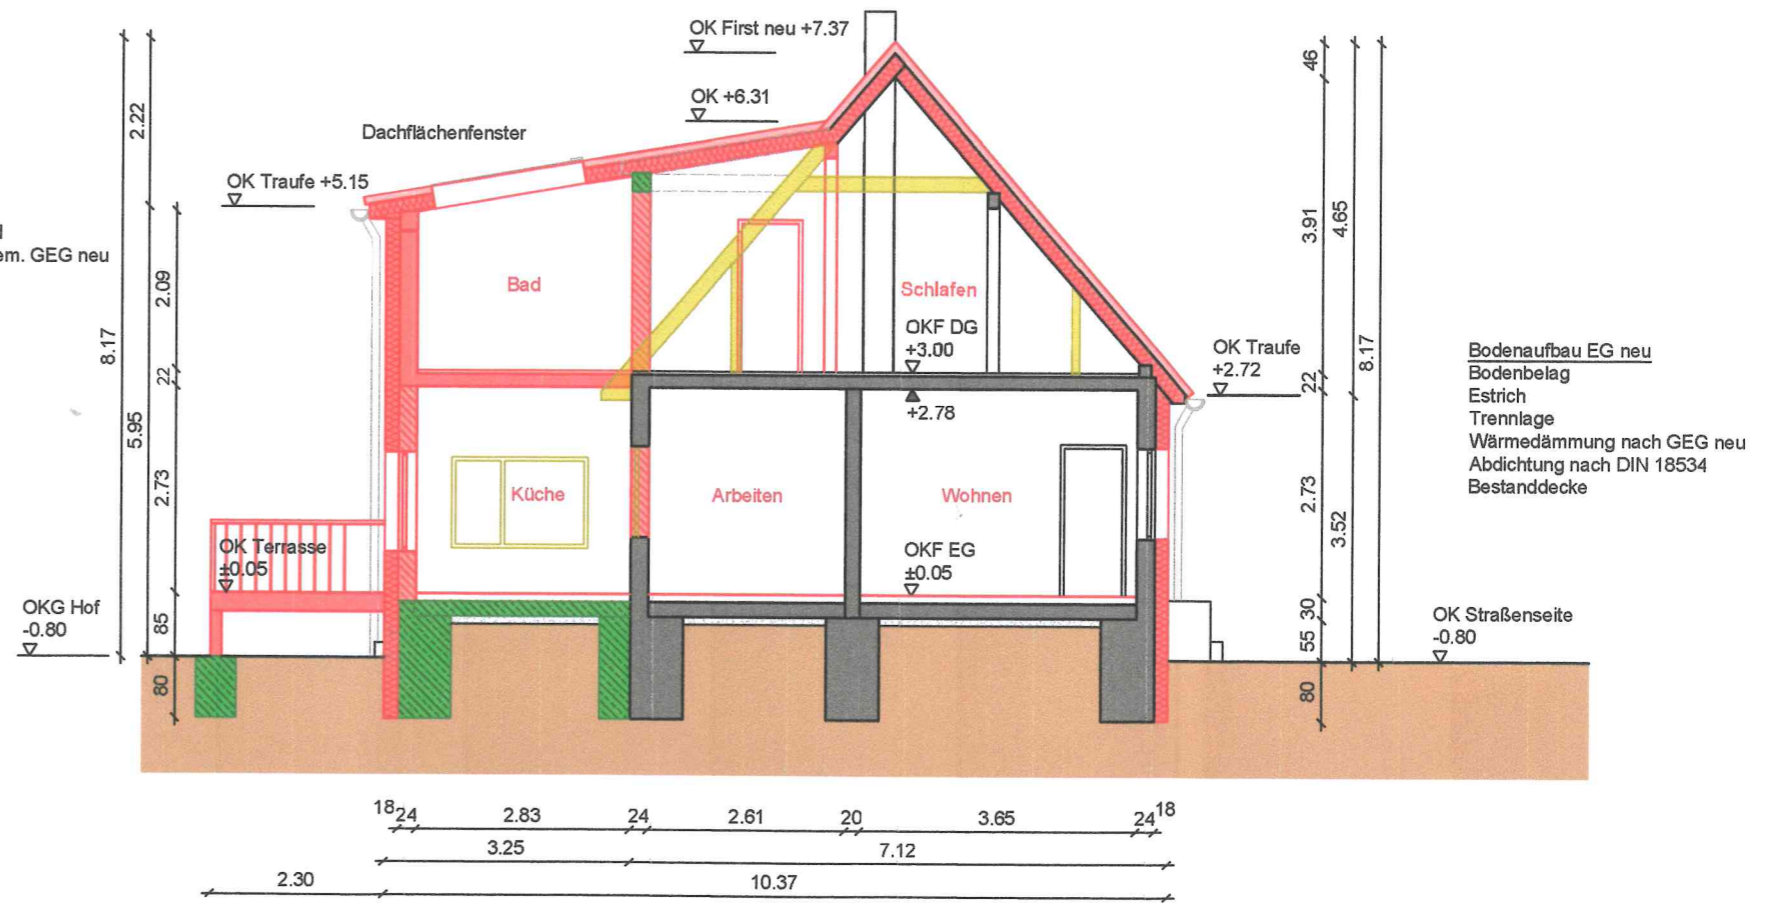 OK First neu +7.37
OK +6.31
Dachflächenfenster
OK Traufe +5.15
em. GEG neu
Bad
Schlafen
OKF DG
+3.00
+2.78
OK Traufe
+2.72
Küche
Arbeiten
Wohnen
OKF EG
±0.05
OK Terrasse
±0.05
OKG Hof
-0.80
OK Straßenseite
-0.80
Bodenaufbau EG neu
Bodenbelag
Estrich
Trennlage
Wärmedämmung nach GEG neu
Abdichtung nach DIN 18534
Bestanddecke
8.17
2.22
5.95
2.09
22
2.73
85
80
46
3.91
22
2.73
30
55
80
4.65
3.52
8.17
18 24 2.83 24 2.61 20 3.65 24 18
3.25 7.12
2.30 10.37